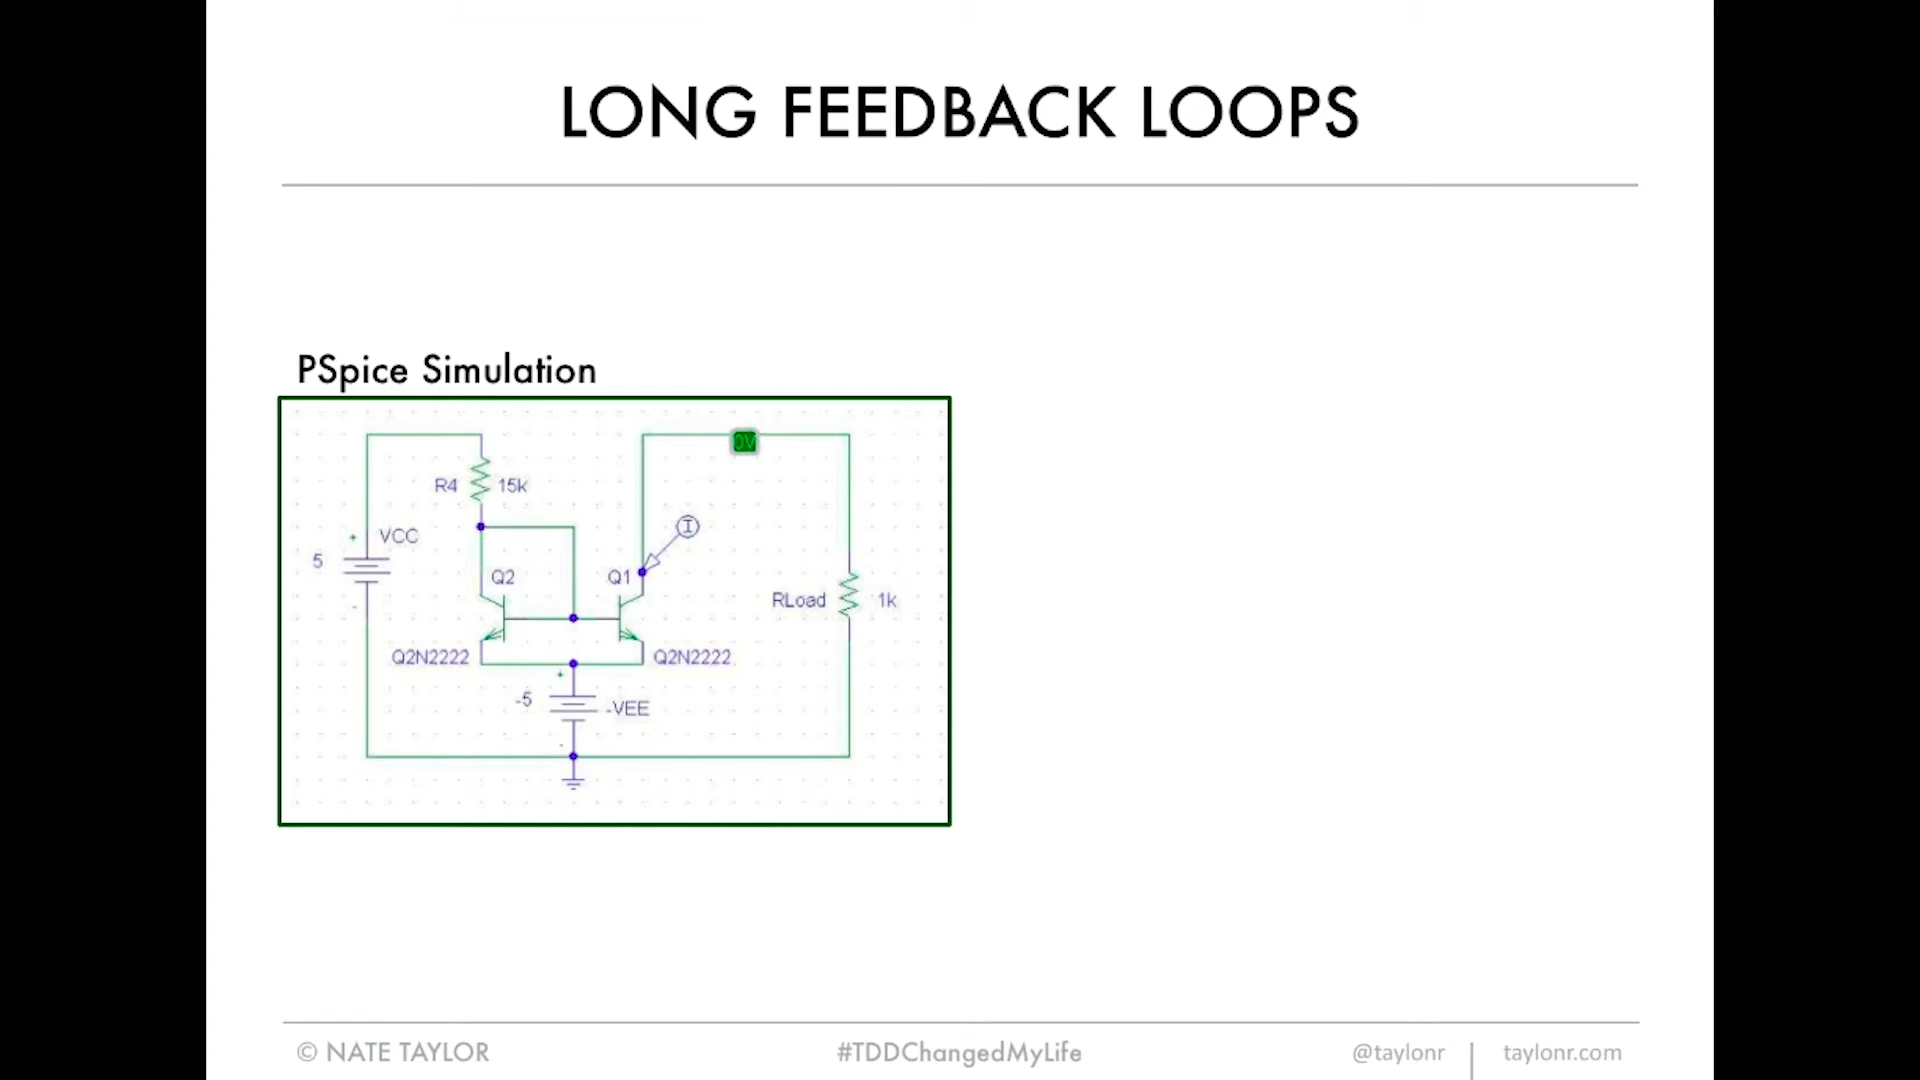 LONG FEEDBACK LOOPS
PSpice Simulation
0V
R4 15k
I
VCC
5
Q2 Q1
RLoad 1k
Q2N2222 Q2N2222
-5 -VEE
© NATE TAYLOR #TDDChangedMyLife @taylonr | taylonr.com